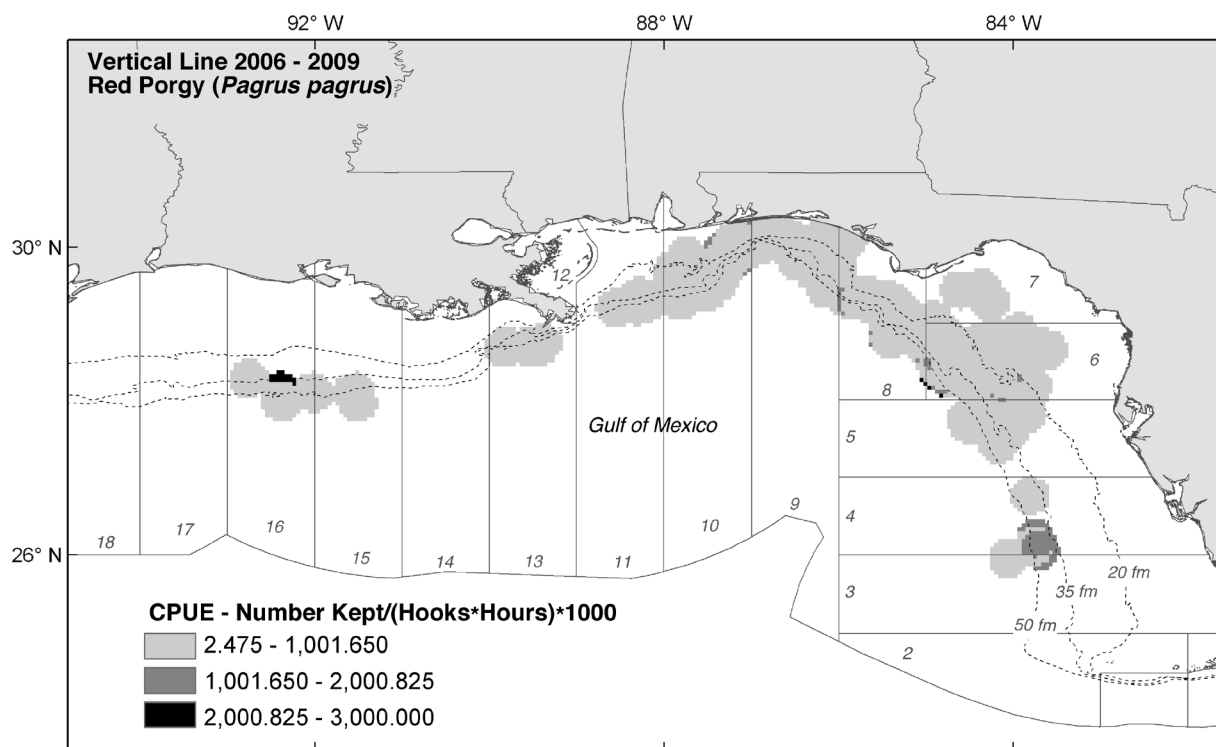 92° W
88° W
84° W
Vertical Line 2006 - 2009
Red Porgy (Pagrus pagrus)
30° N
12
7
6
8
Gulf of Mexico
5
9
4
10
16
17
18
26° N
15
14
13
11
20 fm
35 fm
3
50 fm
2
CPUE - Number Kept/(Hooks*Hours)*1000
2.475 - 1,001.650
1,001.650 - 2,000.825
2,000.825 - 3,000.000